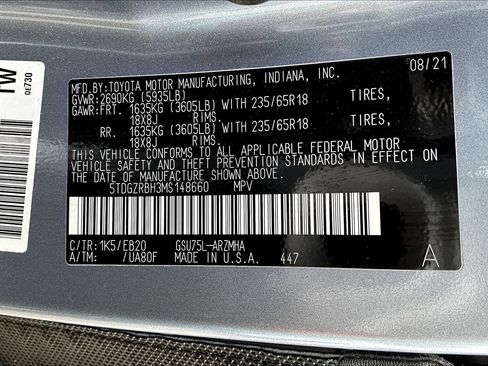 MFD.BY:TOYOTA MOTOR MANUFACTURING, INDIANA, INC. 08/21
GVWR:2690KG (5935LB)
GAWR:FRT. 1635KG (3605LB) WITH 235/65R18 TIRES,
18X8J RIMS.
RR. 1635KG (3605LB) WITH 235/65R18 TIRES,
18X8J RIMS.
THIS VEHICLE CONFORMS TO ALL APPLICABLE FEDERAL MOTOR
VEHICLE SAFETY STANDARDS IN EFFECT ON THE
DATE OF MANUFACTURE SHOWN ABOVE.
5TDGZRBH3MS148660 MPV
C/TR:1K5/EB20 GSU75L-ARZMHA A
A/TM: /UA80F MADE IN U.S.A. 447
TW
0E730